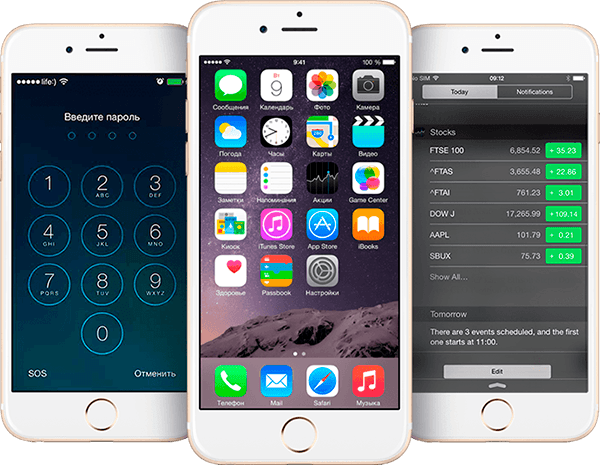 life:)
Введите пароль
1
2
ABC
3
DEF
4
GHI
5
JKL
6
MNO
7
PQRS
8
TUV
9
WXYZ
0
SOS
Отменить
9:41
100 %
Вт
9
Сообщения
Календарь
Фото
Камера
Погода
Часы
Карты
Видео
Заметки
Напоминания
Акции
Game Center
Киоск
iTunes Store
App Store
iBooks
Здоровье
Passbook
Настройки
Телефон
Mail
Safari
Музыка
SIM
09:12
Today
Notifications
Stocks
FTSE 100 6,854.52 + 35.23
^FTAS 3,655.48 + 22.66
^FTAI 761.23 + 3.01
DOW J 17,265.99 +109.14
AAPL 101.79 + 0.21
SBUX 75.73 + 0.39
Show All...
Tomorrow
There are 3 events scheduled, and the first
one starts at 11:00.
Edit